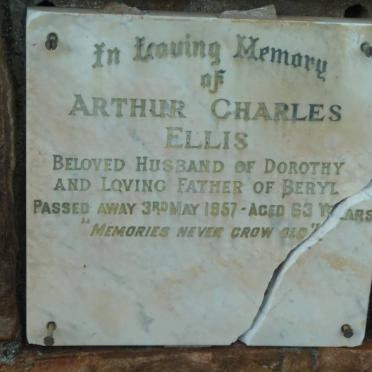 In Loving Memory
of
ARTHUR CHARLES
ELLIS
BELOVED HUSBAND OF DOROTHY
AND LOVING FATHER OF BERYL
PASSED AWAY 3RD MAY 1957 - AGED 63 YEARS
"MEMORIES NEVER GROW OLD"